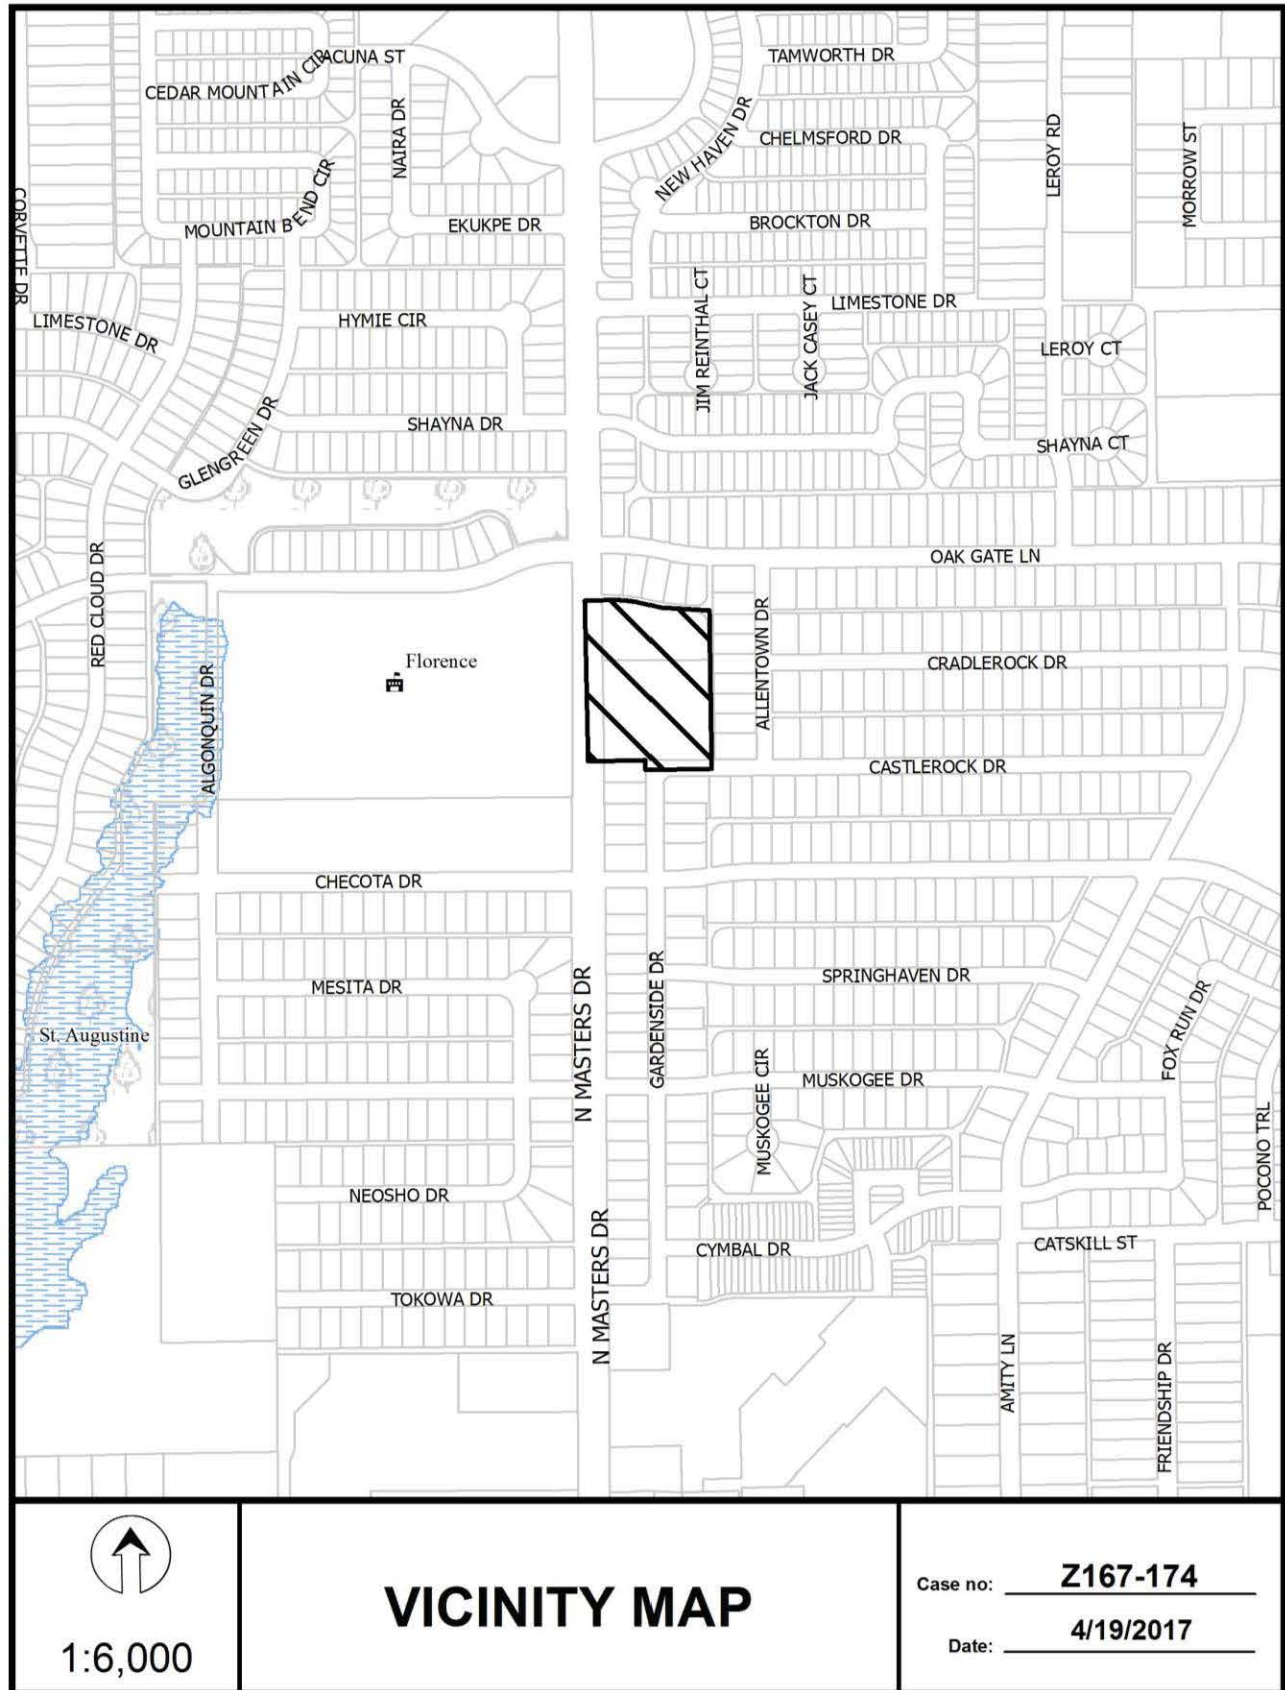 ACUNA ST
TAMWORTH DR
CEDAR MOUNTAIN CIR
NAIRA DR
NEW HAVEN DR
CHELMSFORD DR
LEROY RD
MORROW ST
CORVETTE DR
MOUNTAIN BEND CIR
EKUKPE DR
BROCKTON DR
LIMESTONE DR
HYMIE CIR
JIM REINTHAL CT
JACK CASEY CT
LIMESTONE DR
LEROY CT
GLENGREEN DR
SHAYNA DR
SHAYNA CT
RED CLOUD DR
OAK GATE LN
ALGONQUIN DR
Florence
ALLENTOWN DR
CRADLEROCK DR
CASTLEROCK DR
CHECOTA DR
MESITA DR
N MASTERS DR
GARDENSIDE DR
SPRINGHAVEN DR
FOX RUN DR
St. Augustine
MUSKOGEE CIR
MUSKOGEE DR
POCONO TRL
NEOSHO DR
N MASTERS DR
CYMBAL DR
CATSKILL ST
TOKOWA DR
AMITY LN
FRIENDSHIP DR
1:6,000
VICINITY MAP
Case no: Z167-174
Date: 4/19/2017